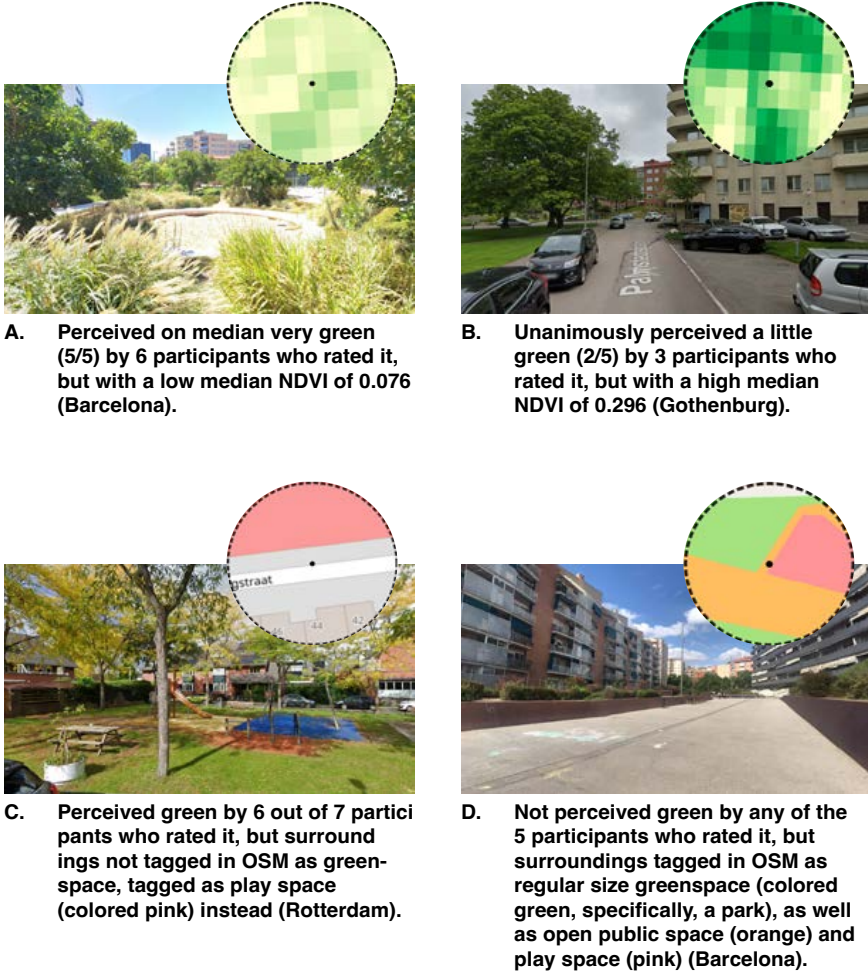 Palmstedtsg
A. Perceived on median very green
(5/5) by 6 participants who rated it,
but with a low median NDVI of 0.076
(Barcelona).
B. Unanimously perceived a little
green (2/5) by 3 participants who
rated it, but with a high median
NDVI of 0.296 (Gothenburg).
gstraat
44
42
C. Perceived green by 6 out of 7 partici
pants who rated it, but surround
ings not tagged in OSM as green-
space, tagged as play space
(colored pink) instead (Rotterdam).
D. Not perceived green by any of the
5 participants who rated it, but
surroundings tagged in OSM as
regular size greenspace (colored
green, specifically, a park), as well
as open public space (orange) and
play space (pink) (Barcelona).